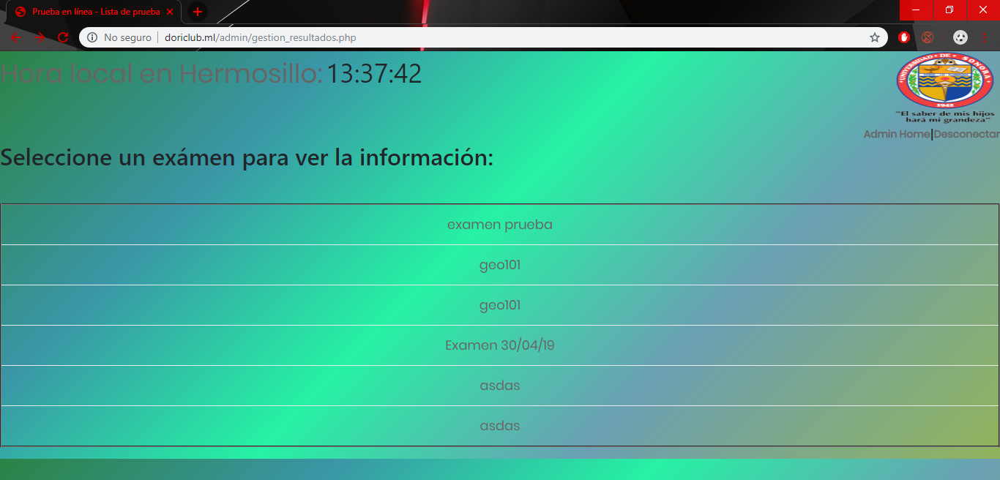 Prueba en línea - Lista de prueba
No seguro | doriclub.ml/admin/gestion_resultados.php
Hora local en Hermosillo: 13:37:42
UNIVERSIDAD DE SONORA
1942
"El saber de mis hijos
hará mi grandeza"
Admin Home|Desconectar
Seleccione un exámen para ver la información:
examen prueba
geo101
geo101
Examen 30/04/19
asdas
asdas